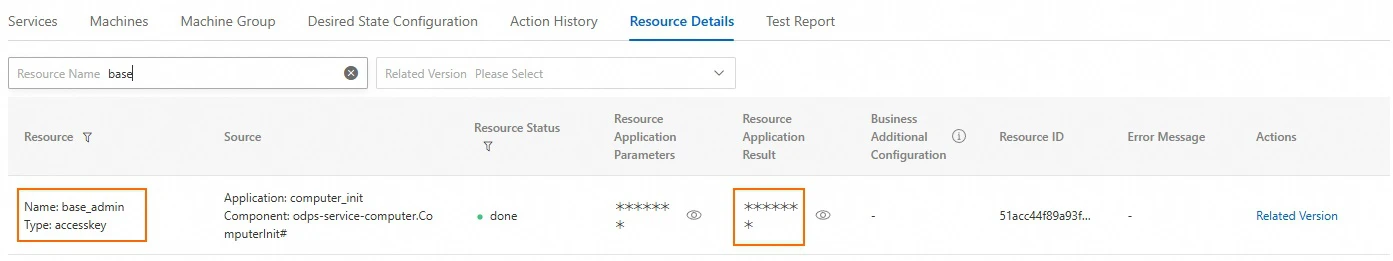 Services Machines Machine Group Desired State Configuration Action History Resource Details Test Report
Resource Name base Related Version Please Select
Resource Source Resource Status Resource Application Parameters Resource Application Result Business Additional Configuration Resource ID Error Message Actions
Name: base_admin
Type: accesskey
Application: computer_init
Component: odps-service-computer.Co
mputerInit#
done
******
*
******
*
-
51acc44f89a93f...
-
Related Version